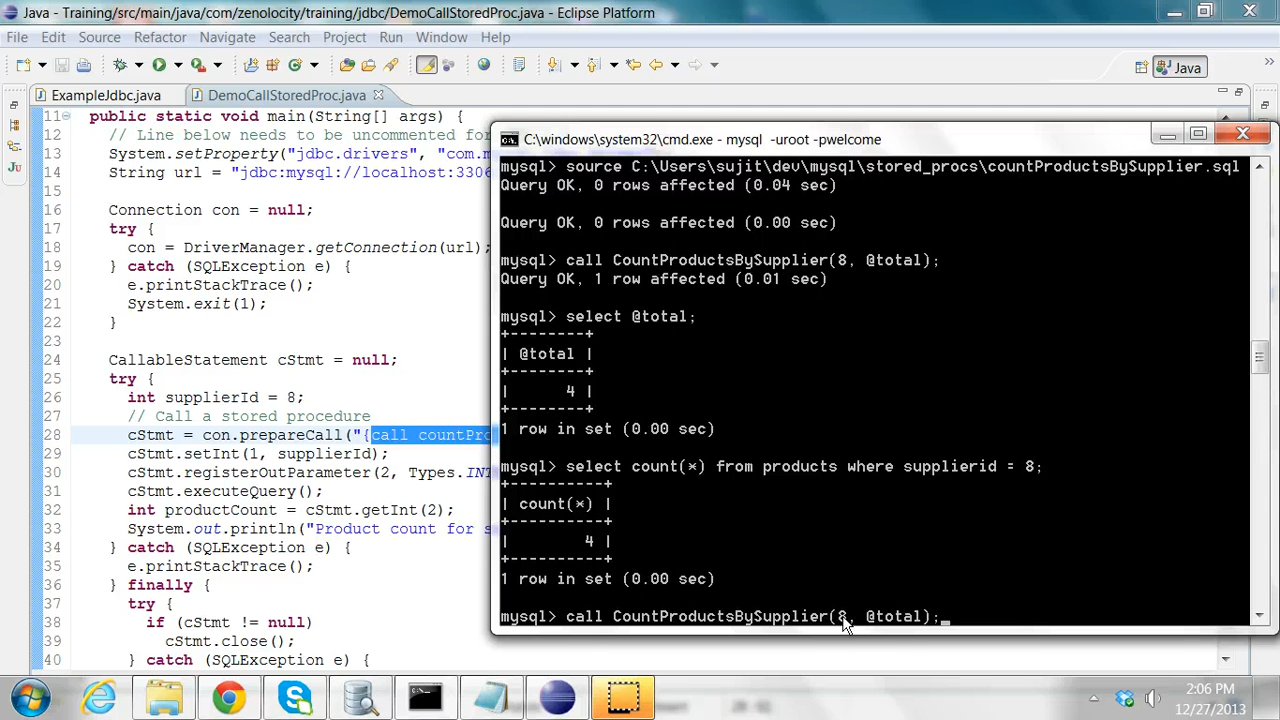 Java - Training/src/main/java/com/zenolocity/training/jdbc/DemoCallStoredProc.java - Eclipse Platform
File Edit Source Refactor Navigate Search Project Run Window Help
Java
ExampleJdbc.java DemoCallStoredProc.java
11 public static void main(String[] args) {
12 // Line below needs to be uncommented for
13 System.setProperty("jdbc.drivers", "com.m
14 String url = "jdbc:mysql://localhost:3306
15
16 Connection con = null;
17 try {
18 con = DriverManager.getConnection(url);
19 } catch (SQLException e) {
20 e.printStackTrace();
21 System.exit(1);
22 }
23
24 CallableStatement cStmt = null;
25 try {
26 int supplierId = 8;
27 // Call a stored procedure
28 cStmt = con.prepareCall("{call countPro
29 cStmt.setInt(1, supplierId);
30 cStmt.registerOutParameter(2, Types.INT
31 cStmt.executeQuery();
32 int productCount = cStmt.getInt(2);
33 System.out.println("Product count for s
34 } catch (SQLException e) {
35 e.printStackTrace();
36 } finally {
37 try {
38 if (cStmt != null)
39 cStmt.close();
40 } catch (SQLException e) {
C:\windows\system32\cmd.exe - mysql -uroot -pwelcome
mysql> source C:\Users\sujit\dev\mysql\stored_procs\countProductsBySupplier.sql
Query OK, 0 rows affected (0.04 sec)
Query OK, 0 rows affected (0.00 sec)
mysql> call CountProductsBySupplier(8, @total);
Query OK, 1 row affected (0.01 sec)
mysql> select @total;
+--------+
| @total |
+--------+
| 4 |
+--------+
1 row in set (0.00 sec)
mysql> select count(*) from products where supplierid = 8;
+----------+
| count(*) |
+----------+
| 4 |
+----------+
1 row in set (0.00 sec)
mysql> call CountProductsBySupplier(8, @total);_
2:06 PM
12/27/2013